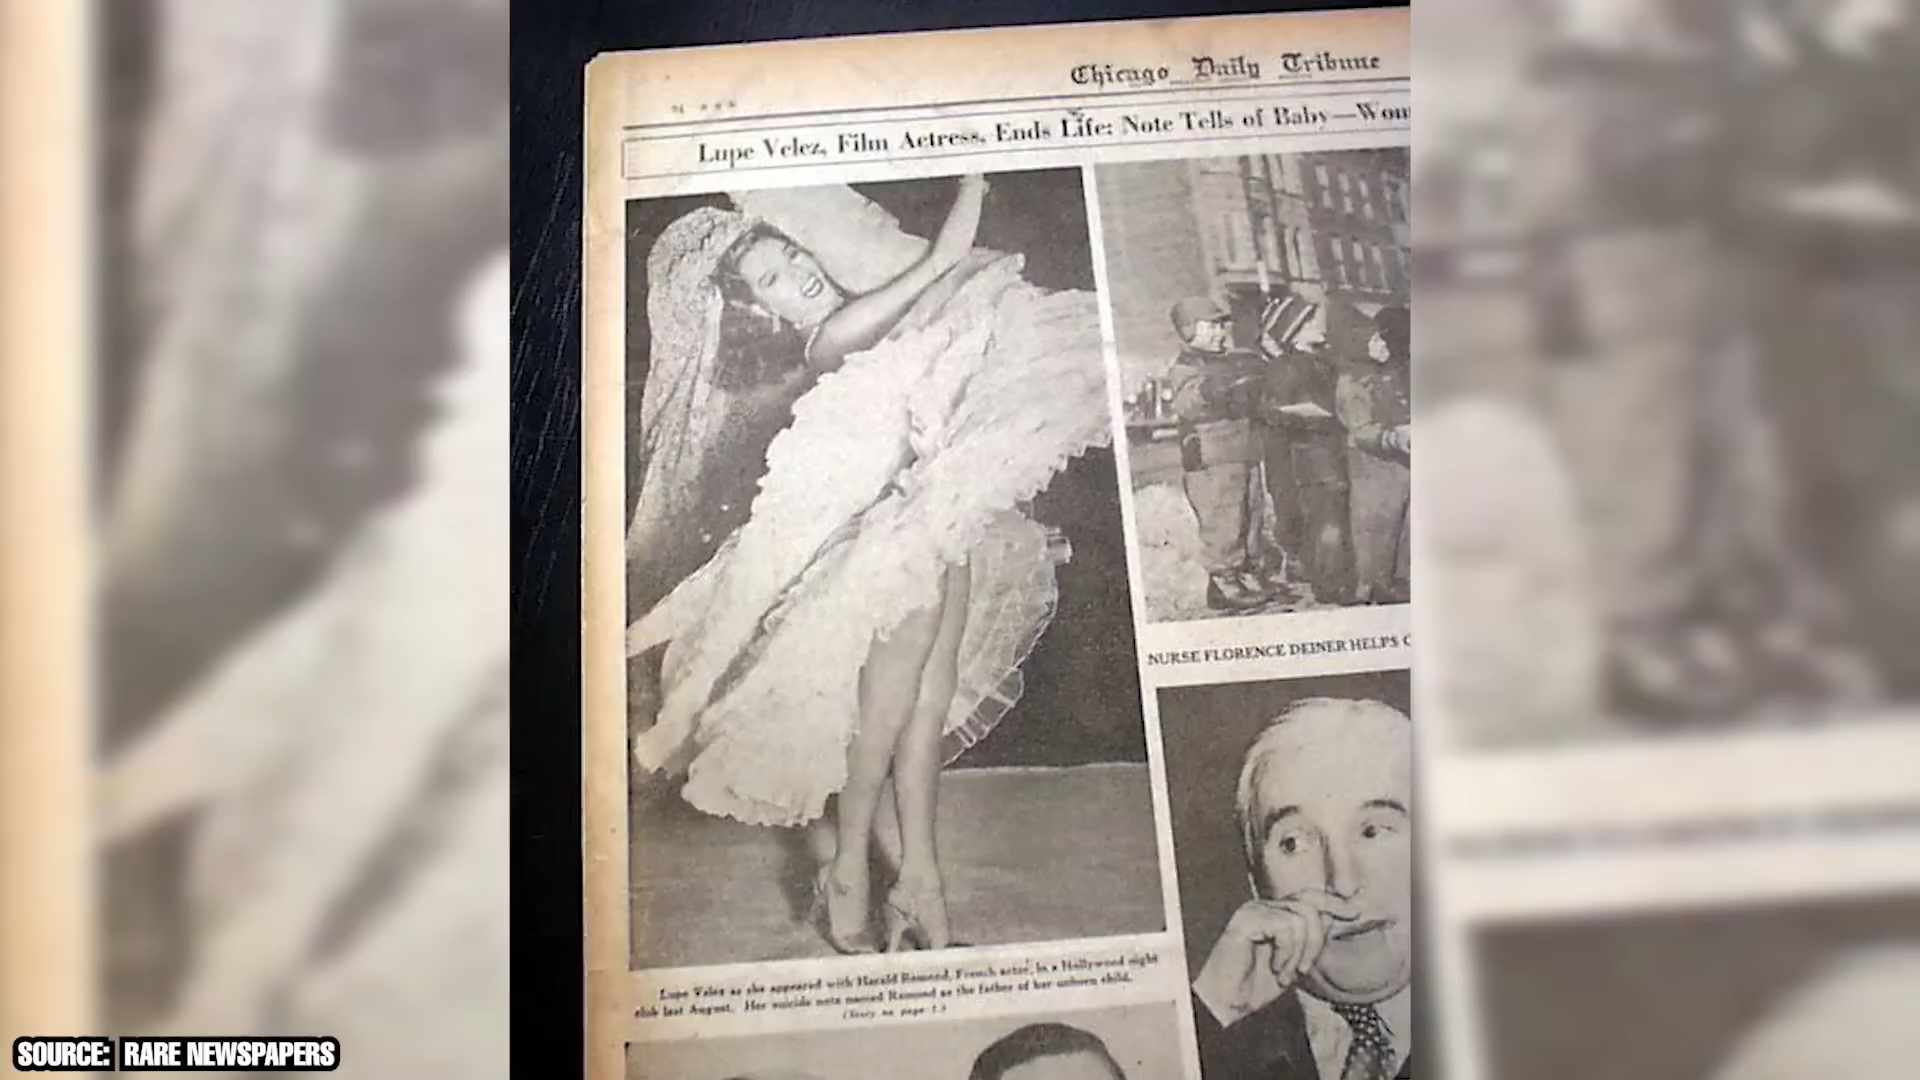 Chicago Daily Tribune
Lupe Velez, Film Actress, Ends Life: Note Tells of Baby—Wom
NURSE FLORENCE DEINER HELPS C
Lupe Velez as she appeared with Harald Ramond, French actor, in a Hollywood night
club last August. Her suicide note named Ramond as the father of her unborn child.
(Story on page 1.)
SOURCE: RARE NEWSPAPERS